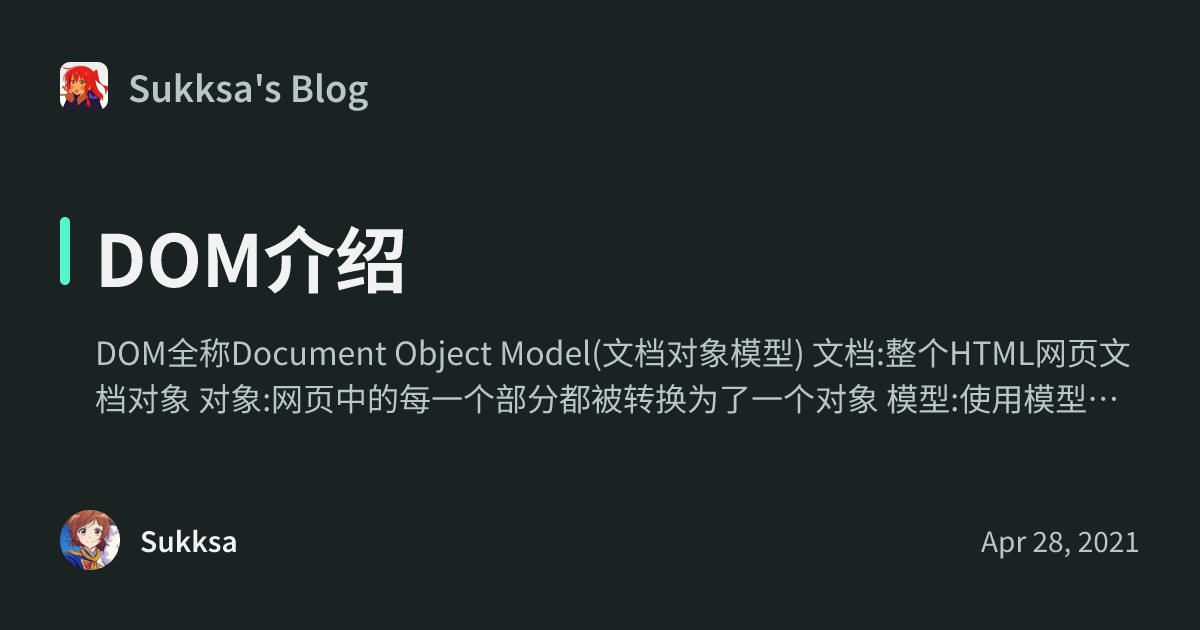 Sukksa's Blog
DOM介绍
DOM全称Document Object Model(文档对象模型) 文档:整个HTML网页文
档对象 对象:网页中的每一个部分都被转换为了一个对象 模型:使用模型…
Sukksa
Apr 28, 2021